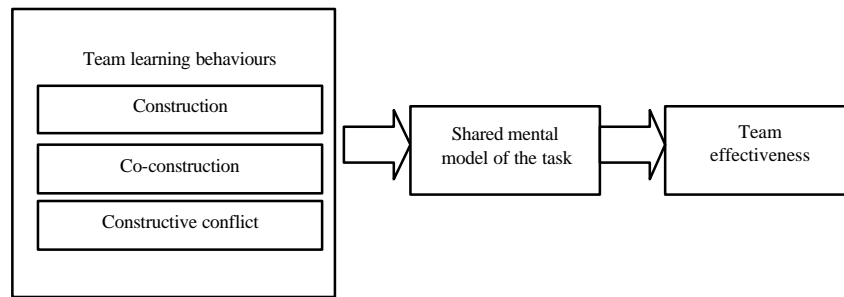 Team learning behaviours
Construction
Co-construction
Constructive conflict
Shared mental
model of the task
Team
effectiveness